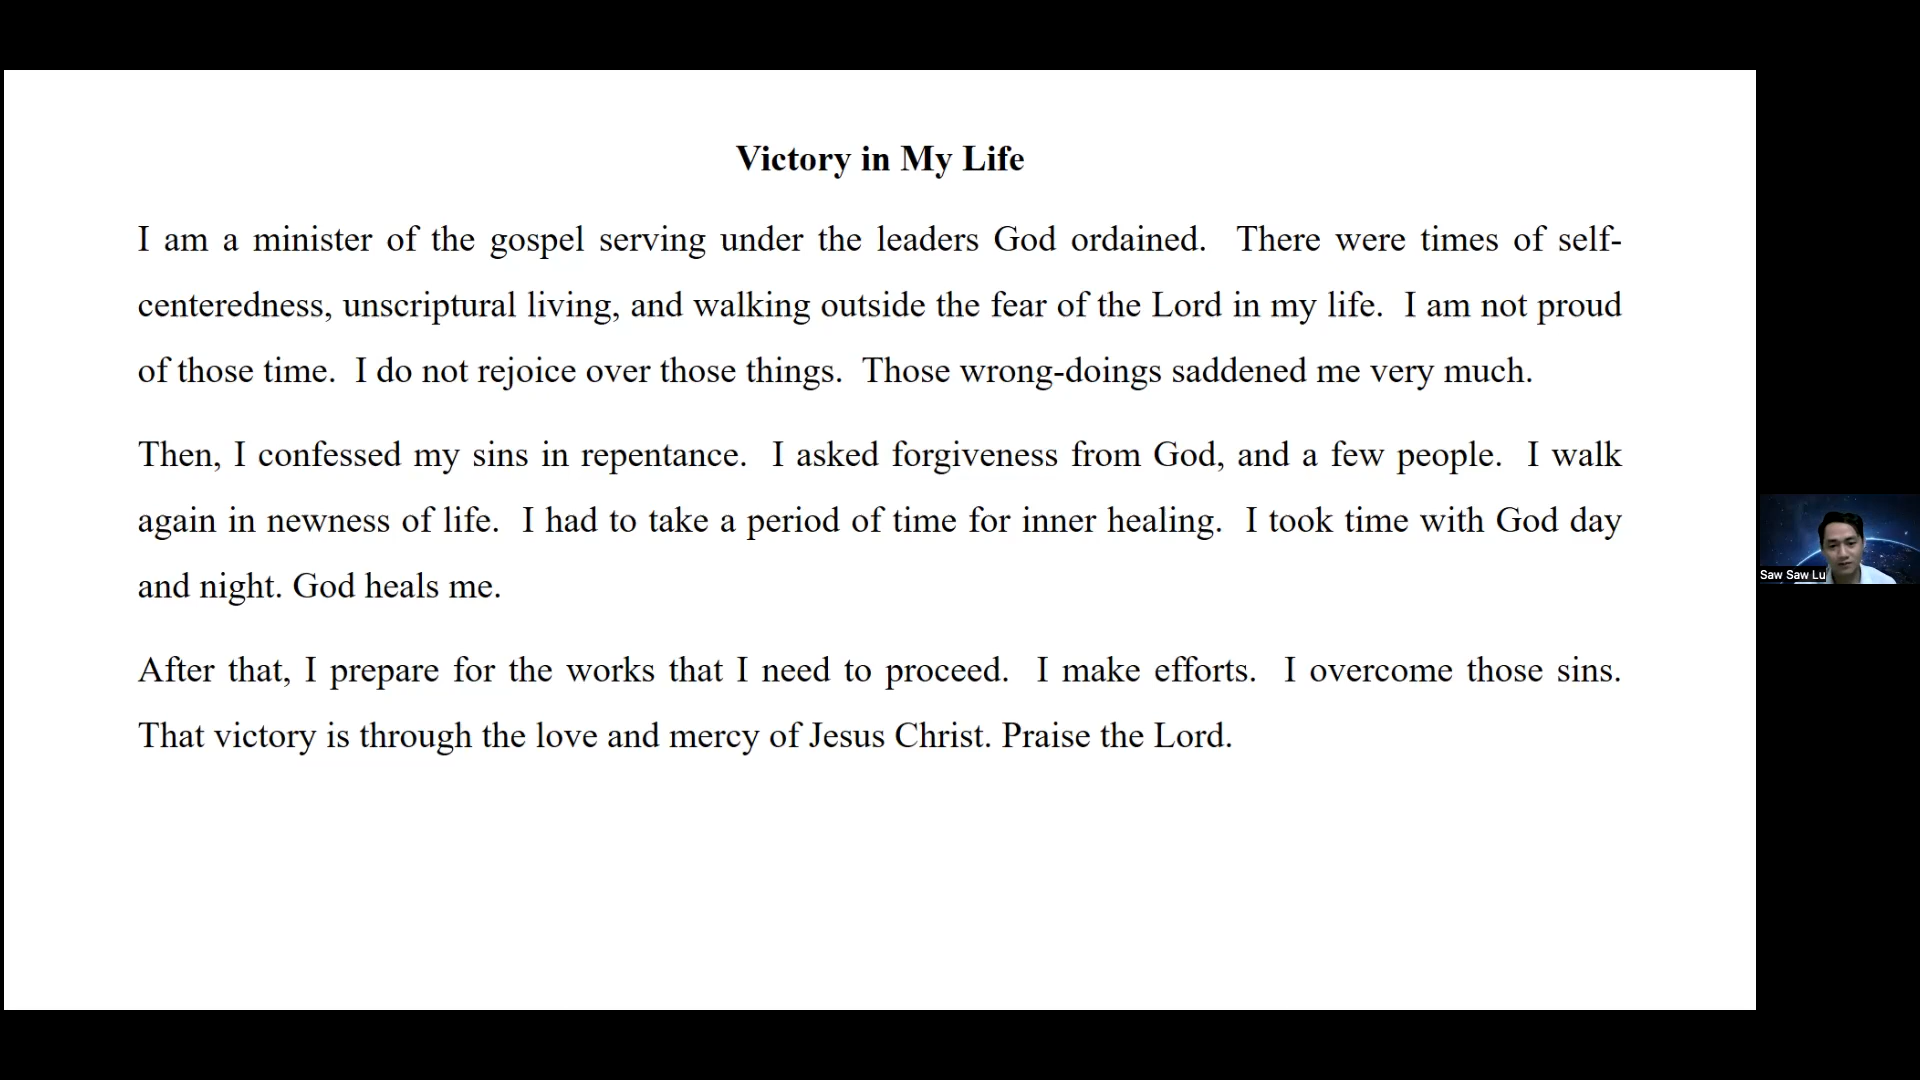 Victory in My Life
I am a minister of the gospel serving under the leaders God ordained.  There were times of self-
centeredness, unscriptural living, and walking outside the fear of the Lord in my life.  I am not proud
of those time.  I do not rejoice over those things.  Those wrong-doings saddened me very much.
Then, I confessed my sins in repentance.  I asked forgiveness from God, and a few people.  I walk
again in newness of life.  I had to take a period of time for inner healing.  I took time with God day
and night. God heals me.
After that, I prepare for the works that I need to proceed.  I make efforts.  I overcome those sins.
That victory is through the love and mercy of Jesus Christ. Praise the Lord.
Saw Saw Lu